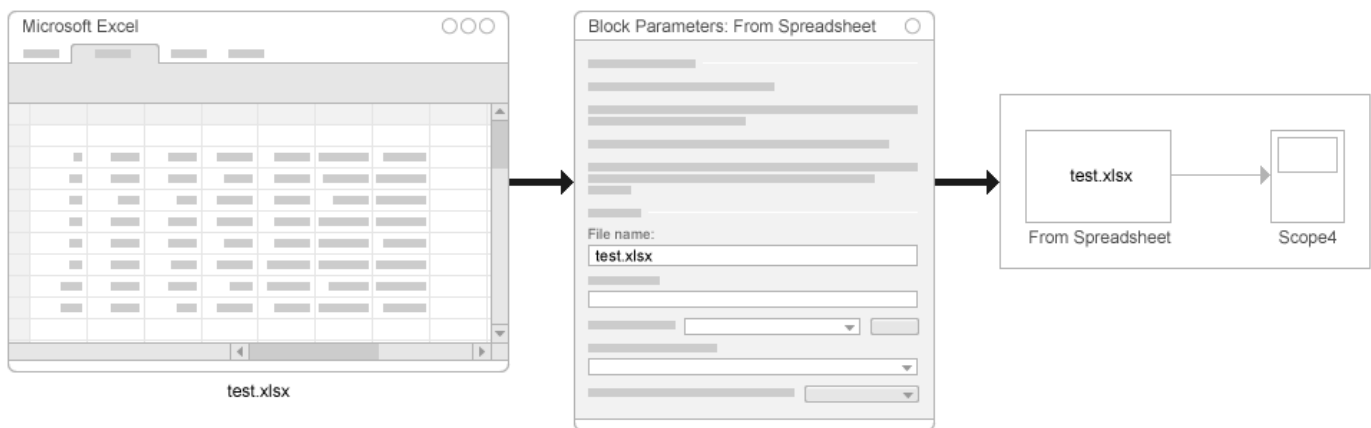 Microsoft Excel
test.xlsx
Block Parameters: From Spreadsheet
File name:
test.xlsx
test.xlsx
From Spreadsheet
Scope4